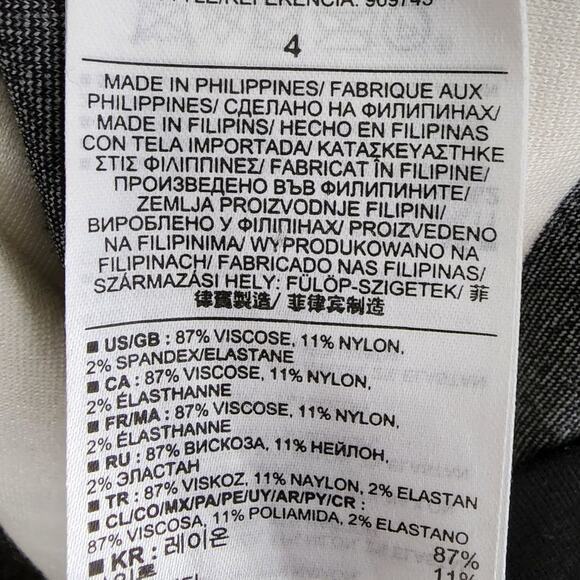 STYLE/REFERENCIA: 969745
4
MADE IN PHILIPPINES/ FABRIQUE AUX
PHILIPPINES/ СДЕЛАНО НА ФИЛИПИНАХ/
MADE IN FILIPINS/ HECHO EN FILIPINAS
CON TELA IMPORTADA/ ΚΑΤΑΣΚΕΥΑΣΤΗΚΕ
ΣΤΙΣ ΦΙΛΙΠΠΙΝΕΣ/ FABRICAT ÎN FILIPINE/
ПРОИЗВЕДЕНО ВЪВ ФИЛИПИНИТЕ/
ZEMLJA PROIZVODNJE FILIPINI/
ВИРОБЛЕНО У ФІЛІПІНАХ/ PROIZVEDENO
NA FILIPINIMA/ WYPRODUKOWANO NA
FILIPINACH/ FABRICADO NAS FILIPINAS/
SZÁRMAZÁSI HELY: FÜLÖP-SZIGETEK/ 菲
律賓製造/ 菲律宾制造
■ US/GB : 87% VISCOSE, 11% NYLON,
2% SPANDEX/ELASTANE
■ CA : 87% VISCOSE, 11% NYLON,
2% ÉLASTHANNE
■ FR/MA : 87% VISCOSE, 11% NYLON,
2% ÉLASTHANNE
■ RU : 87% ВИСКОЗА, 11% НЕЙЛОН,
2% ЭЛАСТАН
■ TR : 87% VISKOZ, 11% NAYLON, 2% ELASTAN
■ CL/CO/MX/PA/PE/UY/AR/PY/CR :
87% VISCOSA, 11% POLIAMIDA, 2% ELASTANO
■ KR : 레이온 87%
11%